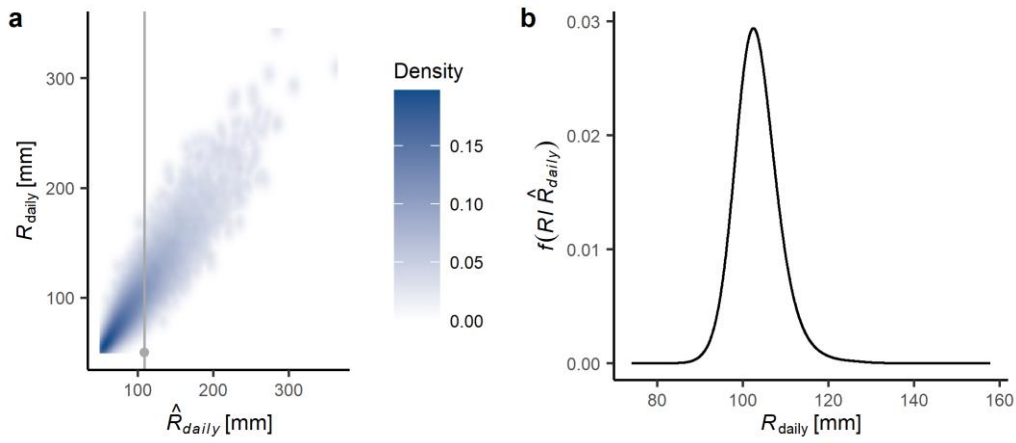 a
300
200
100
R_daily [mm]
100 200 300
R̂_daily [mm]
Density
0.15
0.10
0.05
0.00
b
0.03
0.02
0.01
0.00
f(R| R̂_daily)
80 100 120 140 160
R_daily [mm]